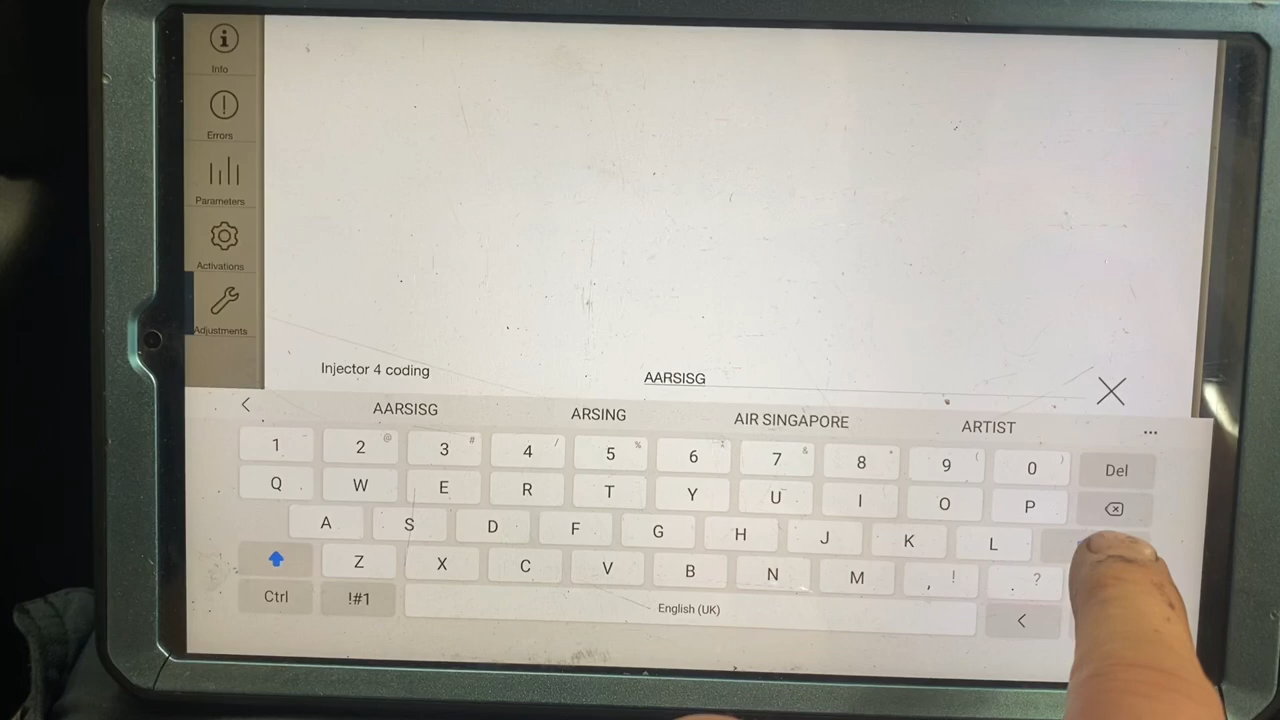 Info
Errors
Parameters
Activations
Adjustments
Injector 4 coding AARSISG
AARSISG ARSING AIR SINGAPORE ARTIST ...
1 2 @ 3 # 4 / 5 % 6 7 & 8 * 9 ( 0 ) Del
Q W E R T Y U I O P
A S D F G H J K L
Z X C V B N M , ! . ?
Ctrl !#1 English (UK) <